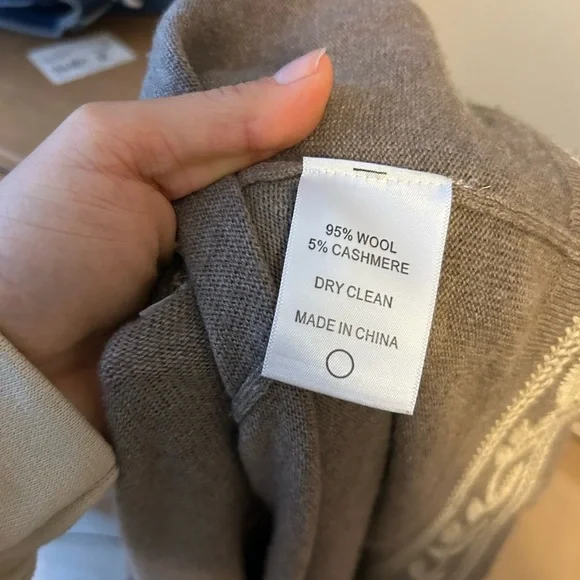 95% WOOL
5% CASHMERE
DRY CLEAN
MADE IN CHINA